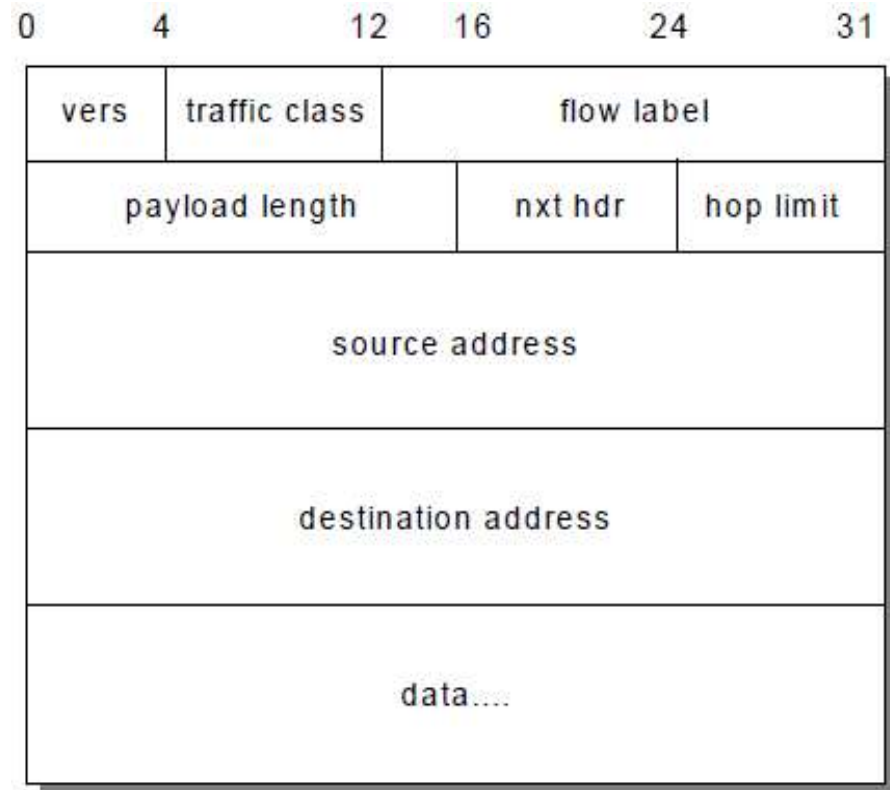 0 4 12 16 24 31
vers traffic class flow label
payload length nxt hdr hop limit
source address
destination address
data....